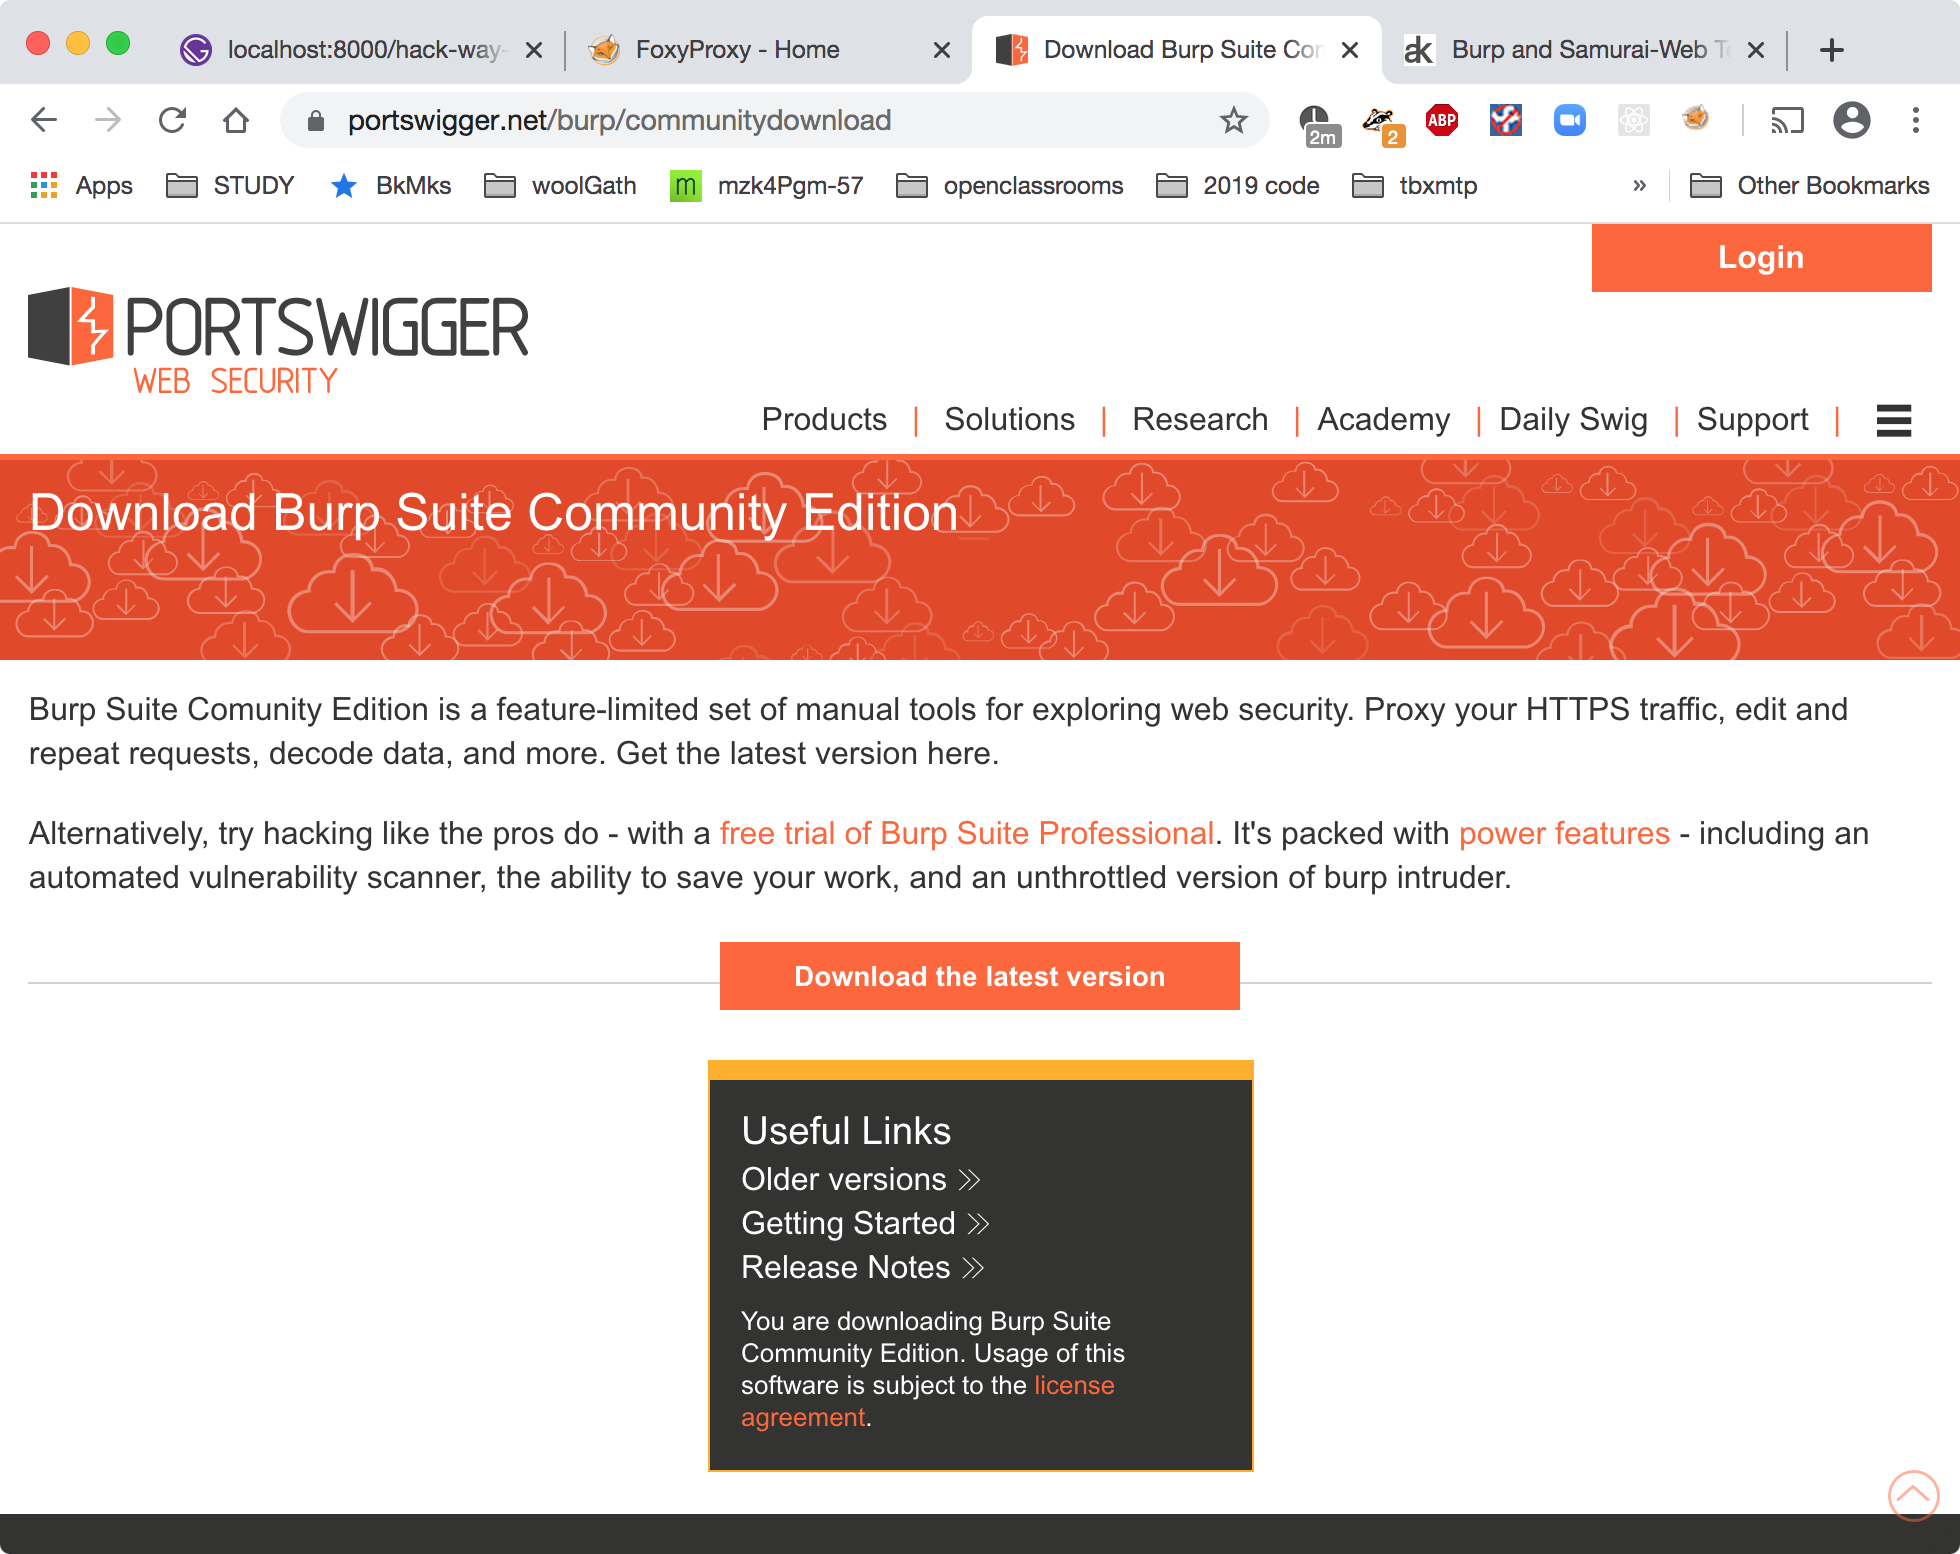 localhost:8000/hack-way-
FoxyProxy - Home
Download Burp Suite Con
Burp and Samurai-Web Te
portswigger.net/burp/communitydownload
2m
2
ABP
Apps
STUDY
BkMks
woolGath
m
mzk4Pgm-57
openclassrooms
2019 code
tbxmtp
»
Other Bookmarks
Login
PORTSWIGGER
WEB SECURITY
Products | Solutions | Research | Academy | Daily Swig | Support |
Download Burp Suite Community Edition
Burp Suite Comunity Edition is a feature-limited set of manual tools for exploring web security. Proxy your HTTPS traffic, edit and
repeat requests, decode data, and more. Get the latest version here.
Alternatively, try hacking like the pros do - with a free trial of Burp Suite Professional. It's packed with power features - including an
automated vulnerability scanner, the ability to save your work, and an unthrottled version of burp intruder.
Download the latest version
Useful Links
Older versions
Getting Started
Release Notes
You are downloading Burp Suite
Community Edition. Usage of this
software is subject to the license
agreement.